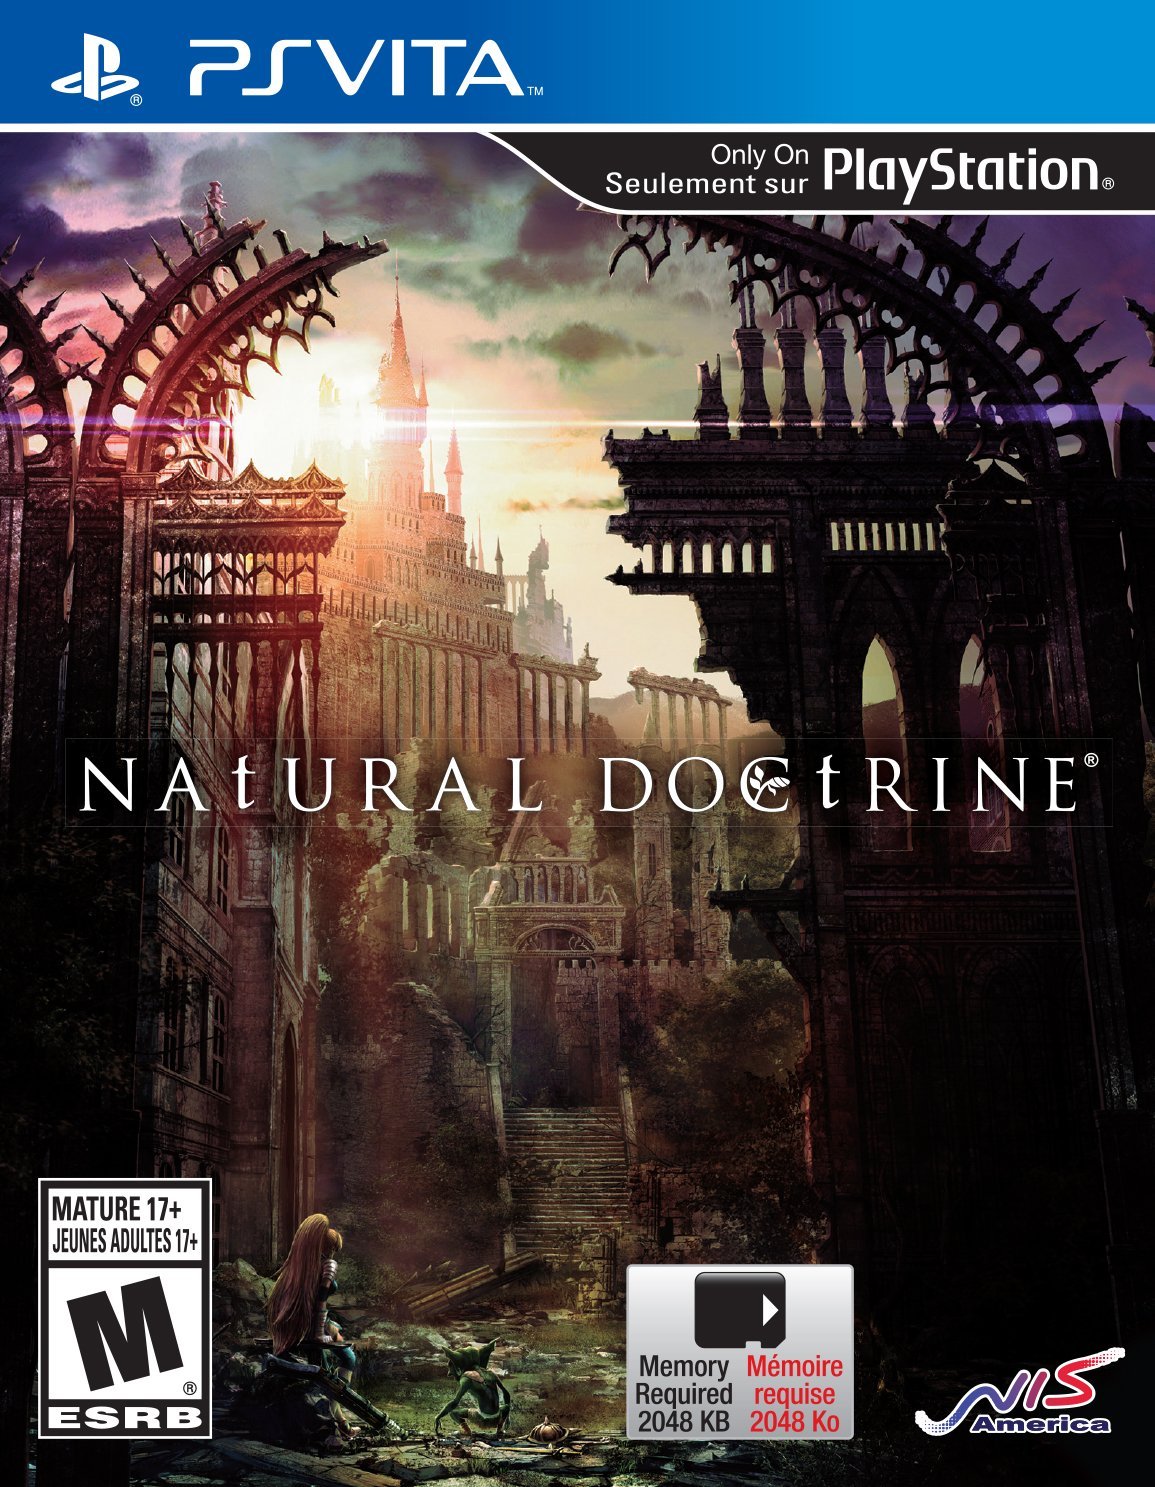 PSVITA™
Only On
Seulement sur
PlayStation®
NAtURAL DOCtRINE®
MATURE 17+
JEUNES ADULTES 17+
M®
ESRB
Memory
Required
2048 KB
Mémoire
requise
2048 Ko
NIS
America